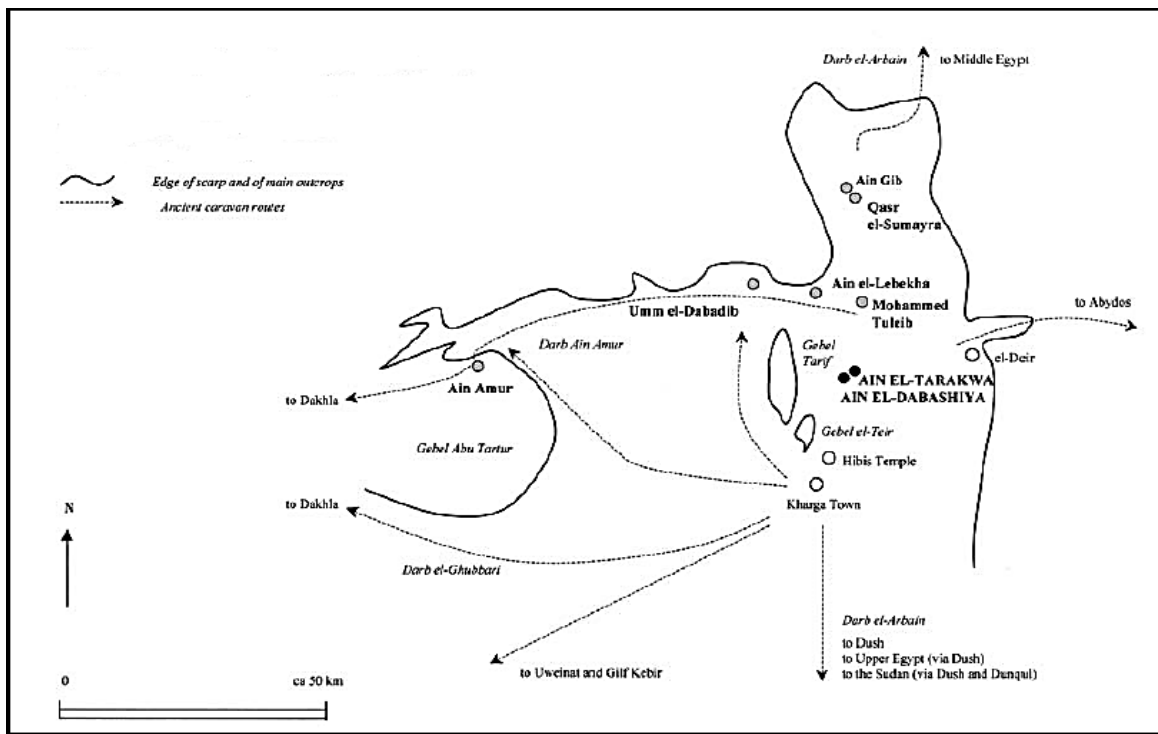 Darb el-Arbain
to Middle Egypt
Edge of scarp and of main outcrops
Ancient caravan routes
Ain Gib
Qasr
el-Sumayra
Ain el-Lebekha
Umm el-Dabadib
Mohammed
Tuleib
to Abydos
Darb Ain Amur
Gebel
Tarif
el-Deir
Ain Amur
AIN EL-TARAKWA
AIN EL-DABASHIYA
to Dakhla
Gebel Abu Tartur
Gebel el-Teir
Hibis Temple
to Dakhla
Kharga Town
N
Darb el-Ghubbari
Darb el-Arbain
to Dush
to Upper Egypt (via Dush)
to the Sudan (via Dush and Dunqul)
to Uweinat and Gilf Kebir
0
ca 50 km